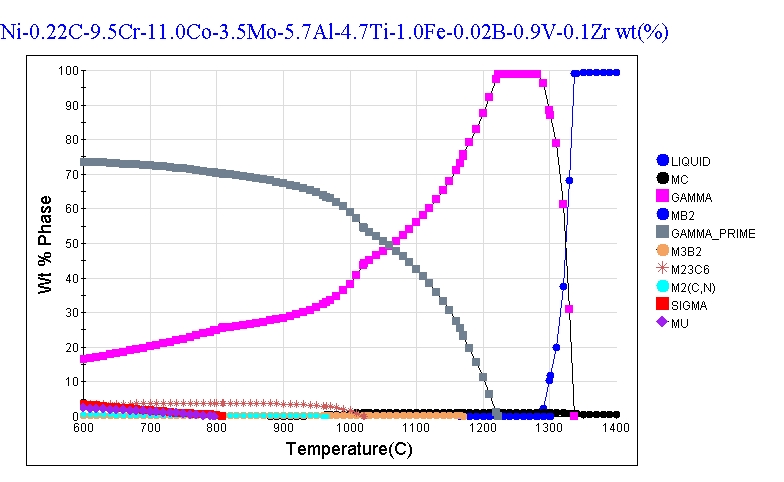 Ni-0.22C-9.5Cr-11.0Co-3.5Mo-5.7Al-4.7Ti-1.0Fe-0.02B-0.9V-0.1Zr wt(%)
100
90
80
70
60
50
40
30
20
10
0
Wt % Phase
600 700 800 900 1000 1100 1200 1300 1400
Temperature(C)
LIQUID
MC
GAMMA
MB2
GAMMA_PRIME
M3B2
M23C6
M2(C,N)
SIGMA
MU